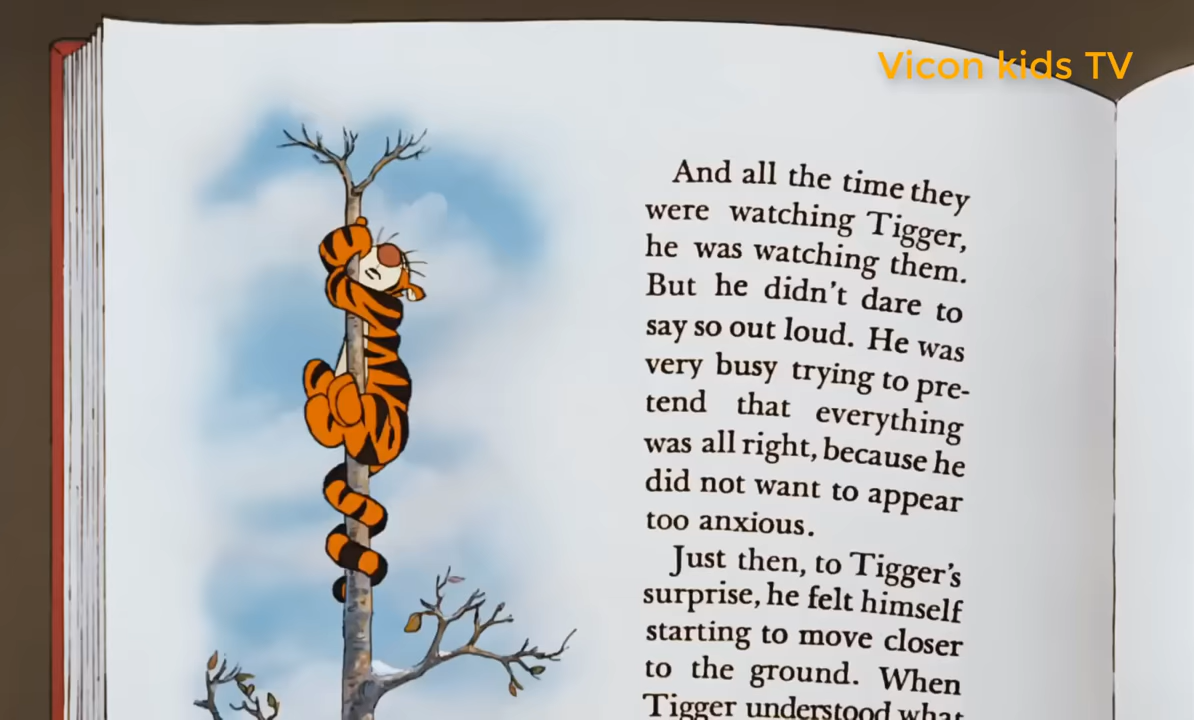 Vicon kids TV
And all the time they
were watching Tigger,
he was watching them.
But he didn't dare to
say so out loud. He was
very busy trying to pre-
tend that everything
was all right, because he
did not want to appear
too anxious.
Just then, to Tigger's
surprise, he felt himself
starting to move closer
to the ground. When
Tigger understood what